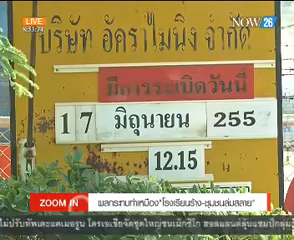 LIVE
NOW26
บริษัท อัคราไมนิ่ง จำกัด
มีการระเบิดวันนี้
17 มิถุนายน 255
12.15
ZOOM IN ผลกระทบทำเหมือง"โรงเรียนร้าง-ชุมชนล่มสลาย"